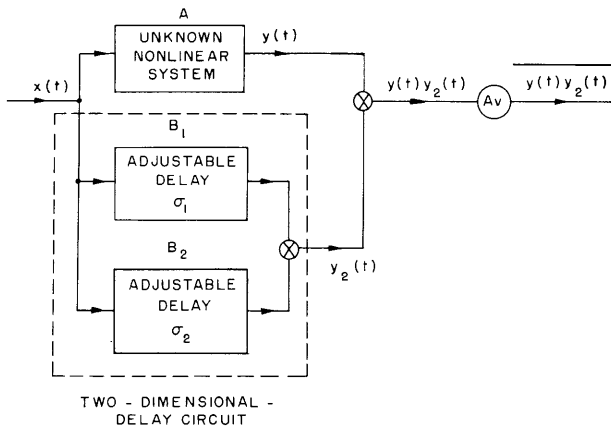 A
UNKNOWN
NONLINEAR
SYSTEM
y(t)
x(t)
y(t) y₂(t)
Av
y(t) y₂(t)
B₁
ADJUSTABLE
DELAY
σ₁
B₂
y₂(t)
ADJUSTABLE
DELAY
σ₂
TWO - DIMENSIONAL -
DELAY CIRCUIT